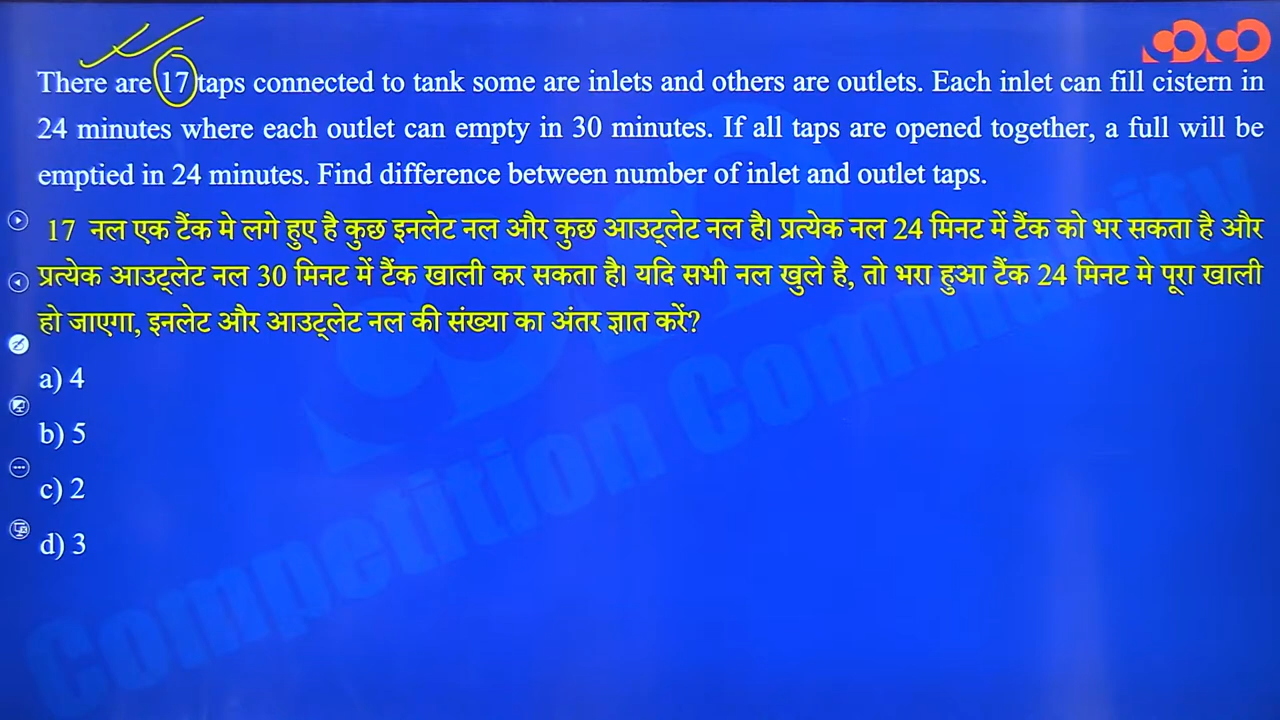 There are 17 taps connected to tank some are inlets and others are outlets. Each inlet can fill cistern in
24 minutes where each outlet can empty in 30 minutes. If all taps are opened together, a full will be
emptied in 24 minutes. Find difference between number of inlet and outlet taps.
17 नल एक टैंक मे लगे हुए है कुछ इनलेट नल और कुछ आउट्लेट नल है। प्रत्येक नल 24 मिनट में टैंक को भर सकता है और
प्रत्येक आउट्लेट नल 30 मिनट में टैंक खाली कर सकता है। यदि सभी नल खुले है, तो भरा हुआ टैंक 24 मिनट मे पूरा खाली
हो जाएगा, इनलेट और आउट्लेट नल की संख्या का अंतर ज्ञात करें?
a) 4
b) 5
c) 2
d) 3
Competition Community